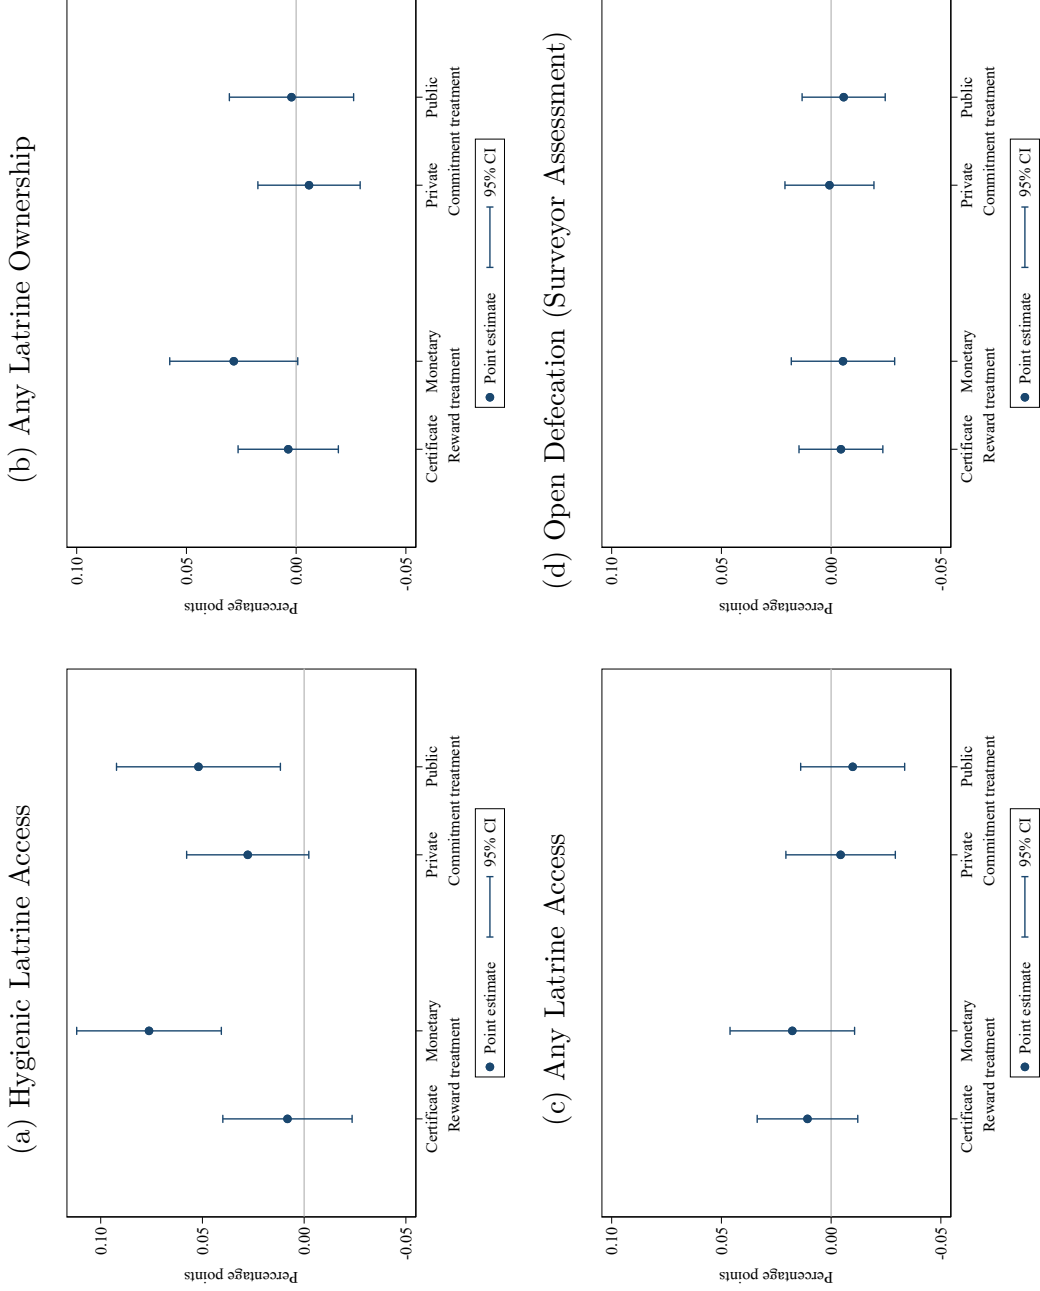 (a) Hygienic Latrine Access
Percentage points
0.10
0.05
0.00
-0.05
Certificate Monetary Private Public
Reward treatment Commitment treatment
Point estimate 95% CI
(b) Any Latrine Ownership
Percentage points
0.10
0.05
0.00
-0.05
Certificate Monetary Private Public
Reward treatment Commitment treatment
Point estimate 95% CI
(c) Any Latrine Access
Percentage points
0.10
0.05
0.00
-0.05
Certificate Monetary Private Public
Reward treatment Commitment treatment
Point estimate 95% CI
(d) Open Defecation (Surveyor Assessment)
Percentage points
0.10
0.05
0.00
-0.05
Certificate Monetary Private Public
Reward treatment Commitment treatment
Point estimate 95% CI